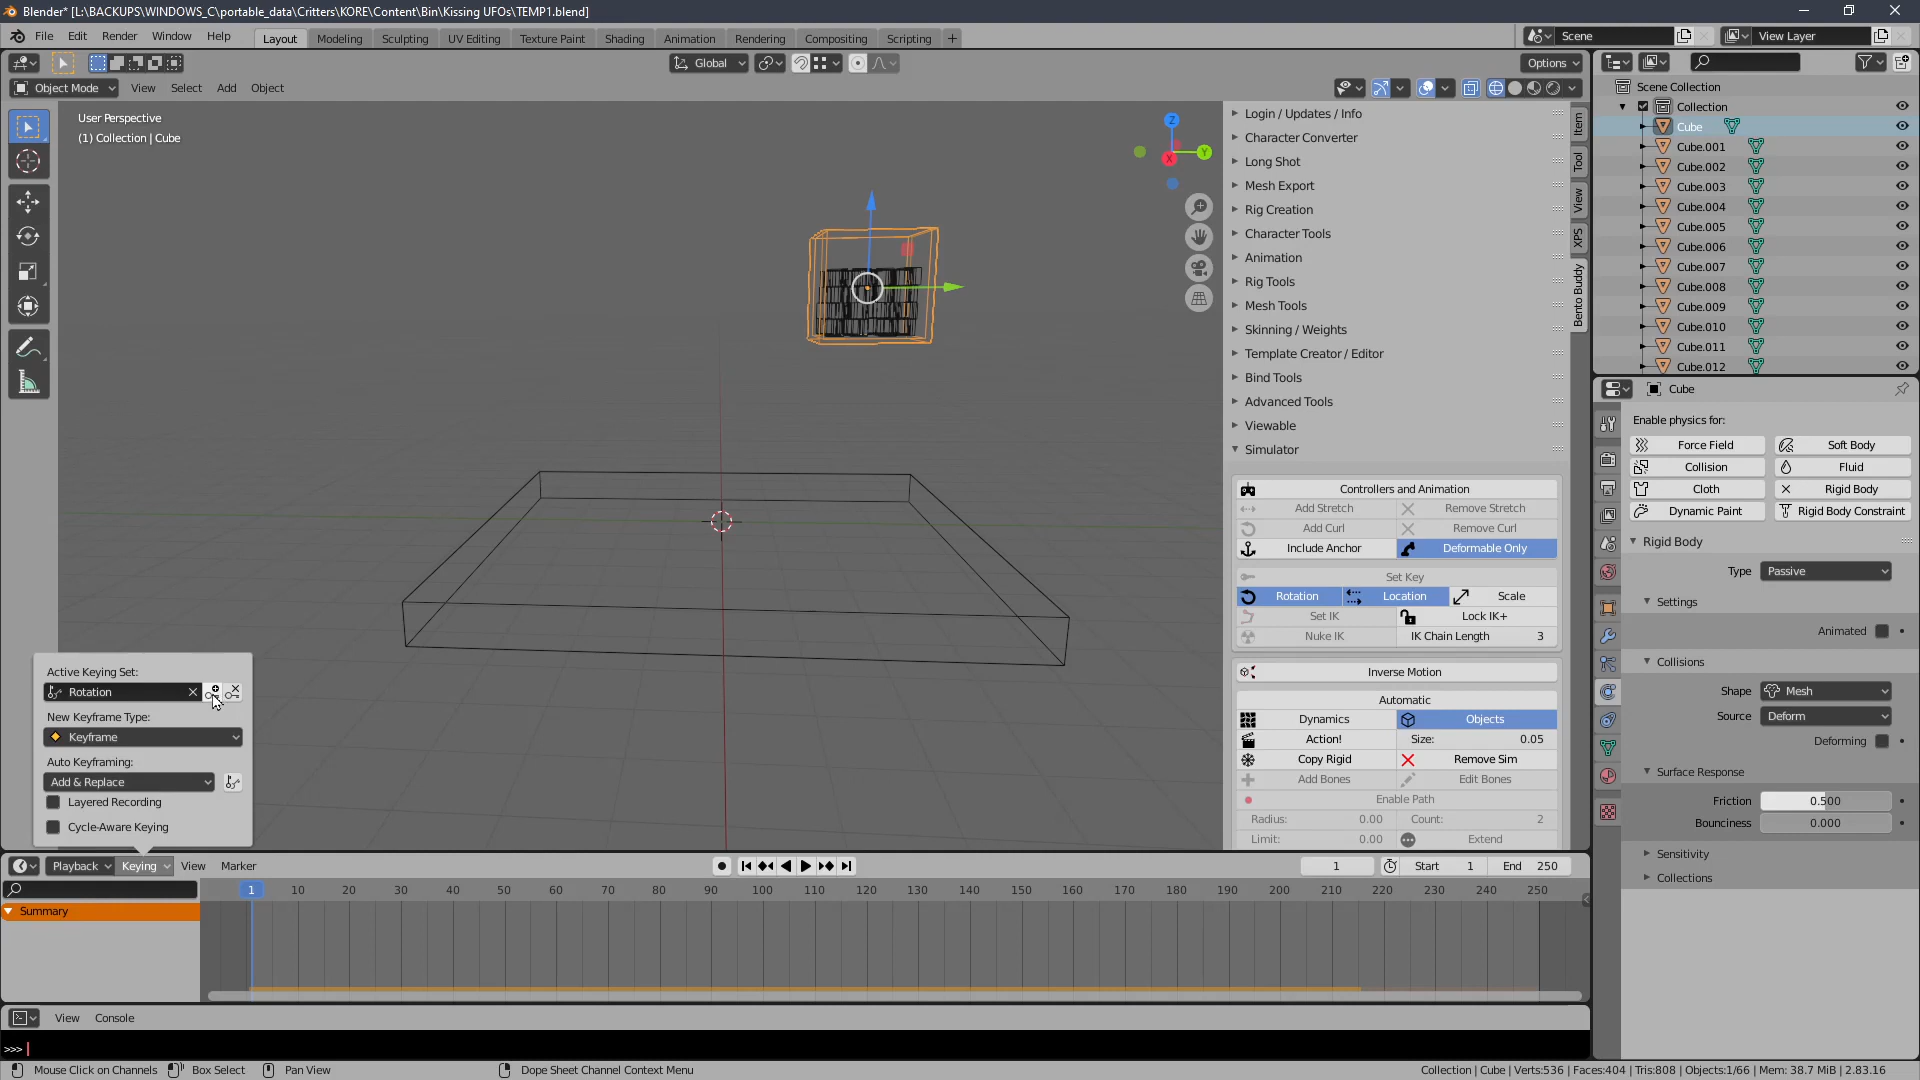 Blender* [L:\BACKUPS\WINDOWS_C\portable_data\Critters\KORE\Content\Bin\Kissing UFOs\TEMP1.blend]
File Edit Render Window Help
Layout Modeling Sculpting UV Editing Texture Paint Shading Animation Rendering Compositing Scripting +
Scene View Layer
Global Options
Object Mode View Select Add Object
User Perspective
(1) Collection | Cube
Z
Y
X
Login / Updates / Info
Character Converter
Long Shot
Mesh Export
Rig Creation
Character Tools
Animation
Rig Tools
Mesh Tools
Skinning / Weights
Template Creator / Editor
Bind Tools
Advanced Tools
Viewable
Simulator
Item
Tool
View
XPS
Bento Buddy
Controllers and Animation
Add Stretch Remove Stretch
Add Curl Remove Curl
Include Anchor Deformable Only
Set Key
Rotation Location Scale
Set IK Lock IK+
Nuke IK IK Chain Length 3
Inverse Motion
Automatic
Dynamics Objects
Action! Size: 0.05
Copy Rigid Remove Sim
Add Bones Edit Bones
Enable Path
Radius: 0.00 Count: 2
Limit: 0.00 Extend
Scene Collection
Collection
Cube
Cube.001
Cube.002
Cube.003
Cube.004
Cube.005
Cube.006
Cube.007
Cube.008
Cube.009
Cube.010
Cube.011
Cube.012
Cube
Enable physics for:
Force Field Soft Body
Collision Fluid
Cloth Rigid Body
Dynamic Paint Rigid Body Constraint
Rigid Body
Type Passive
Settings
Animated
Collisions
Shape Mesh
Source Deform
Deforming
Surface Response
Friction 0.500
Bounciness 0.000
Sensitivity
Collections
Active Keying Set:
Rotation
New Keyframe Type:
Keyframe
Auto Keyframing:
Add & Replace
Layered Recording
Cycle-Aware Keying
Playback Keying View Marker
1 Start 1 End 250
1 10 20 30 40 50 60 70 80 90 100 110 120 130 140 150 160 170 180 190 200 210 220 230 240 250
Summary
View Console
>>>
Mouse Click on Channels Box Select Pan View Dope Sheet Channel Context Menu
Collection | Cube | Verts:536 | Faces:404 | Tris:808 | Objects:1/66 | Mem: 38.7 MiB | 2.83.16